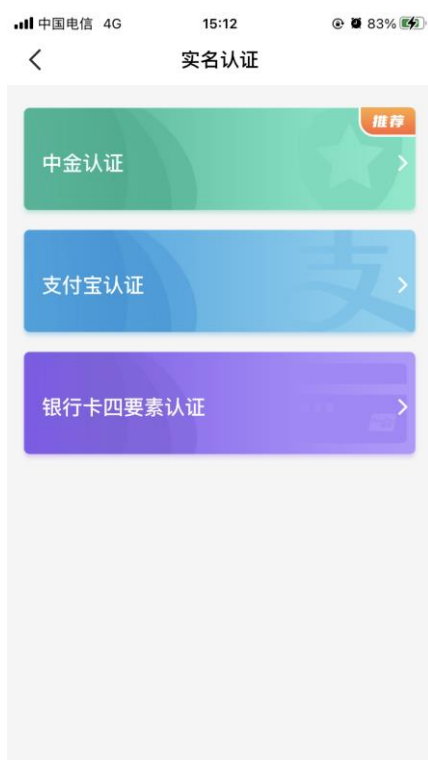 中国电信 4G 15:12 83%
实名认证
推荐
中金认证
支付宝认证
支
银行卡四要素认证